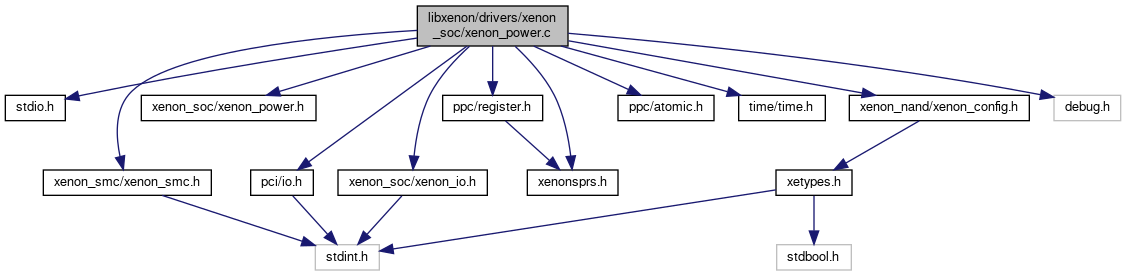 libxenon/drivers/xenon
_soc/xenon_power.c
stdio.h
xenon_soc/xenon_power.h
ppc/register.h
ppc/atomic.h
time/time.h
xenon_nand/xenon_config.h
debug.h
xenon_smc/xenon_smc.h
pci/io.h
xenon_soc/xenon_io.h
xenonsprs.h
xetypes.h
stdint.h
stdbool.h